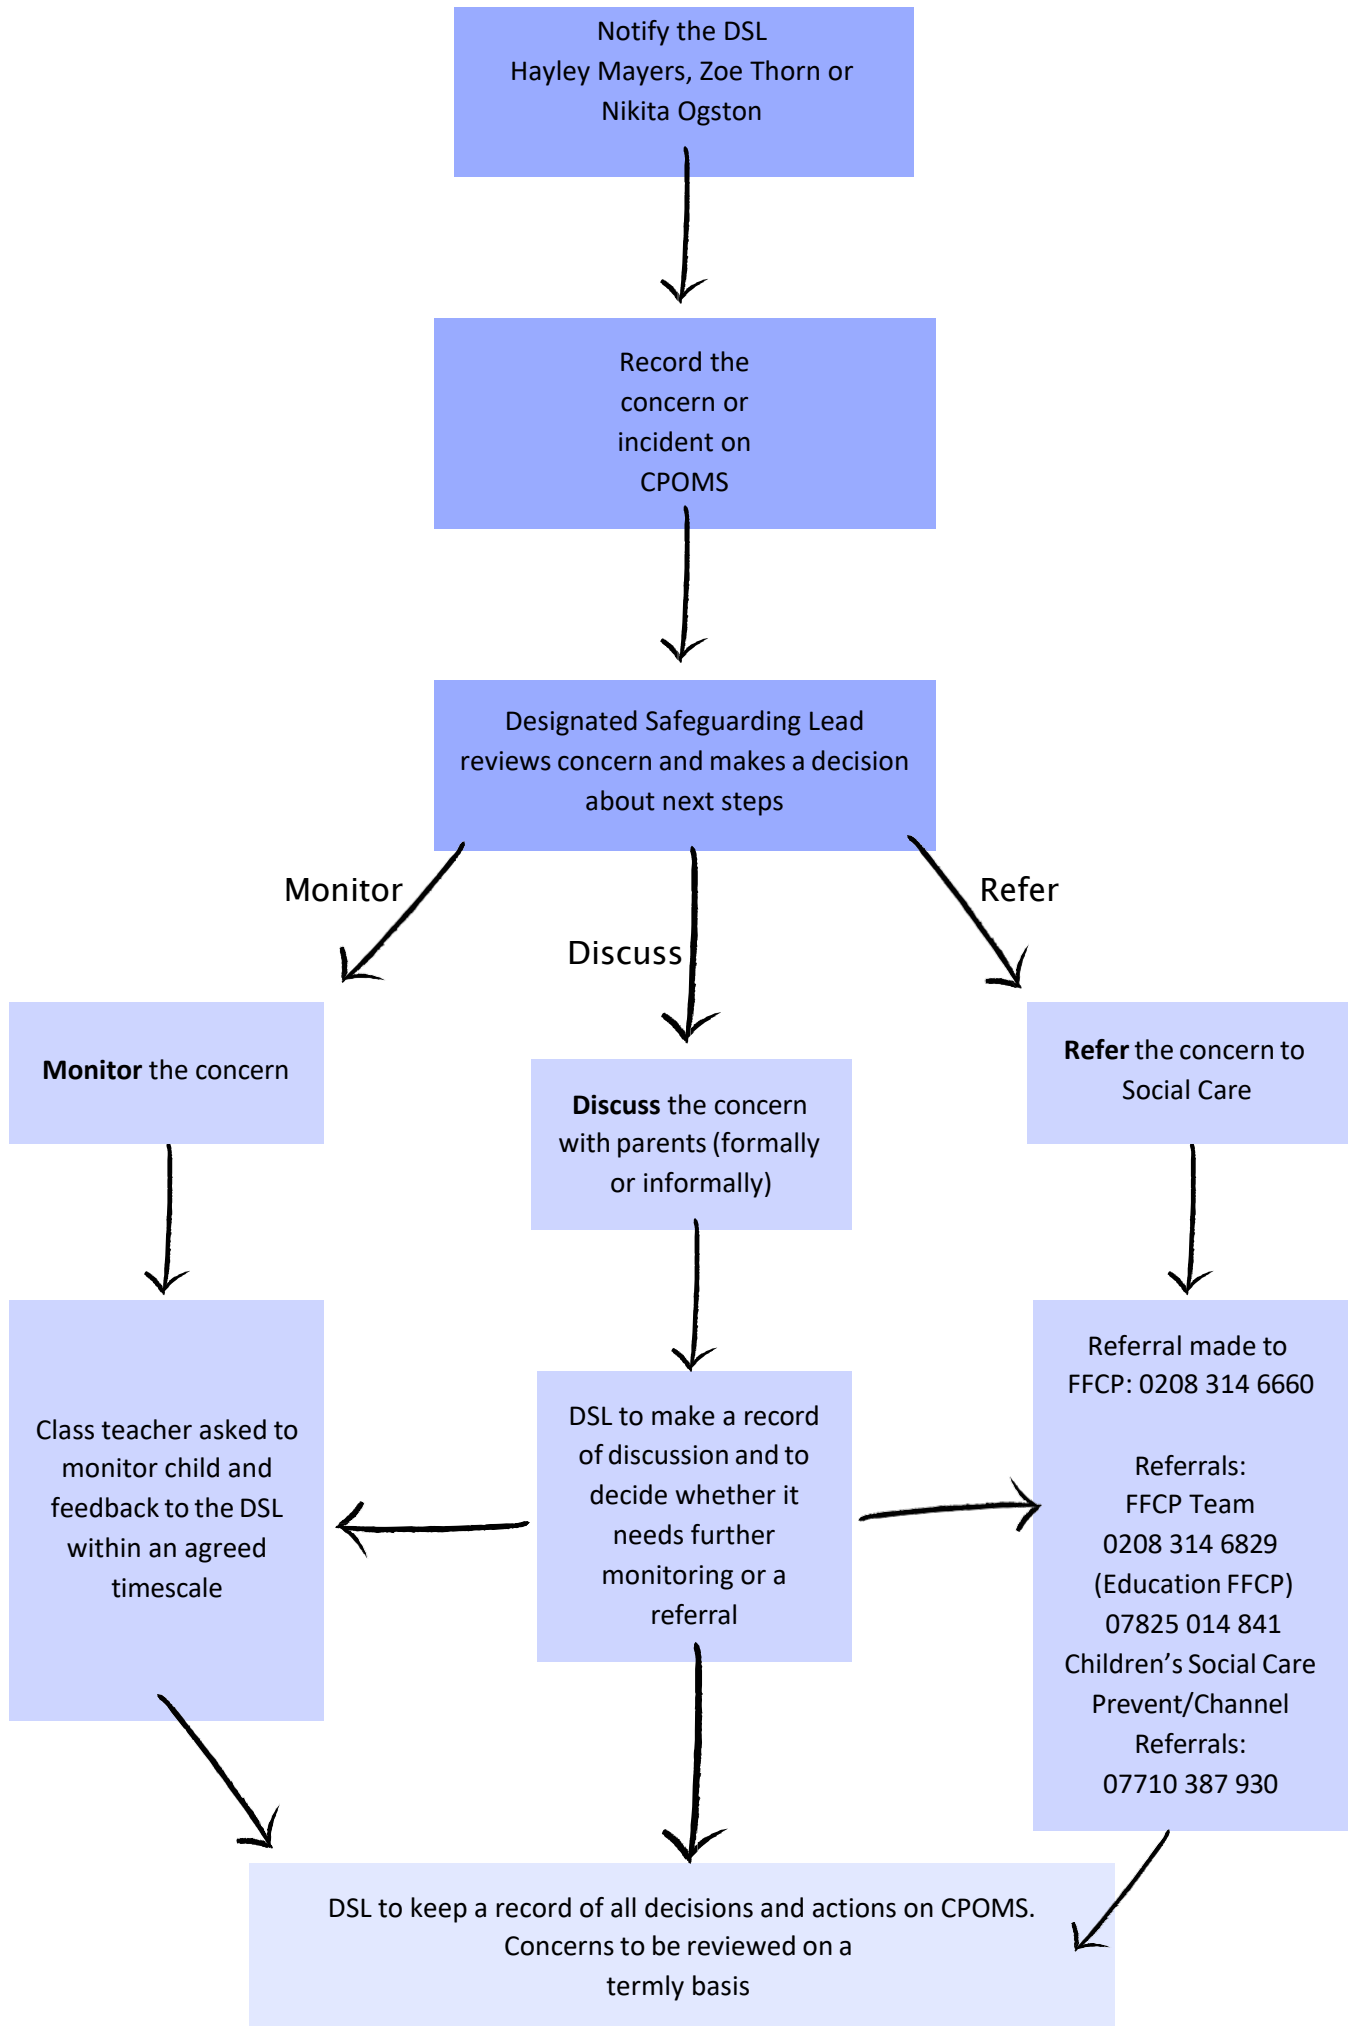 Notify the DSL
Hayley Mayers, Zoe Thorn or
Nikita Ogston
Record the
concern or
incident on
CPOMS
Designated Safeguarding Lead
reviews concern and makes a decision
about next steps
Monitor
Discuss
Refer
Monitor the concern
Discuss the concern
with parents (formally
or informally)
Refer the concern to
Social Care
Class teacher asked to
monitor child and
feedback to the DSL
within an agreed
timescale
DSL to make a record
of discussion and to
decide whether it
needs further
monitoring or a
referral
Referral made to
FFCP: 0208 314 6660
Referrals:
FFCP Team
0208 314 6829
(Education FFCP)
07825 014 841
Children’s Social Care
Prevent/Channel
Referrals:
07710 387 930
DSL to keep a record of all decisions and actions on CPOMS.
Concerns to be reviewed on a
termly basis